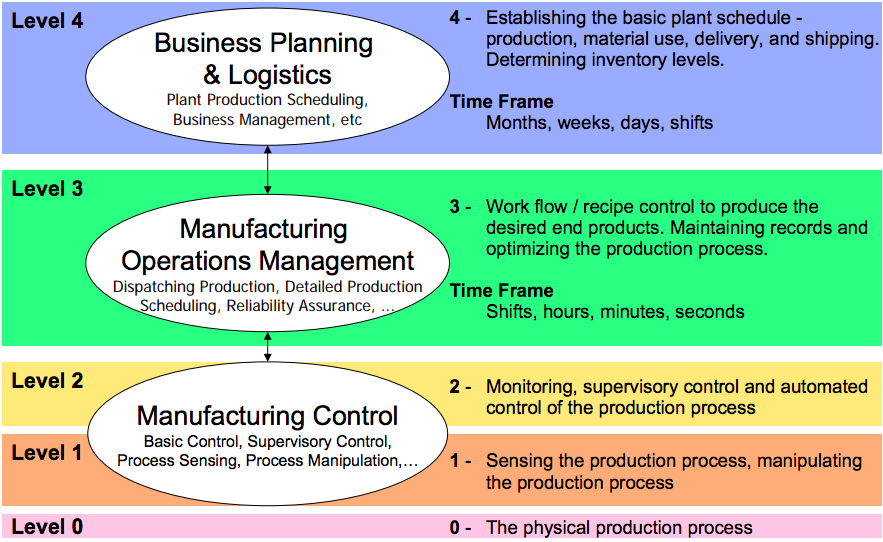 Level 4
Business Planning
& Logistics
Plant Production Scheduling,
Business Management, etc
4 - Establishing the basic plant schedule -
production, material use, delivery, and shipping.
Determining inventory levels.
Time Frame
Months, weeks, days, shifts
Level 3
Manufacturing
Operations Management
Dispatching Production, Detailed Production
Scheduling, Reliability Assurance, ...
3 - Work flow / recipe control to produce the
desired end products. Maintaining records and
optimizing the production process.
Time Frame
Shifts, hours, minutes, seconds
Level 2
Manufacturing Control
Basic Control, Supervisory Control,
Process Sensing, Process Manipulation,...
2 - Monitoring, supervisory control and automated
control of the production process
Level 1
1 - Sensing the production process, manipulating
the production process
Level 0
0 - The physical production process